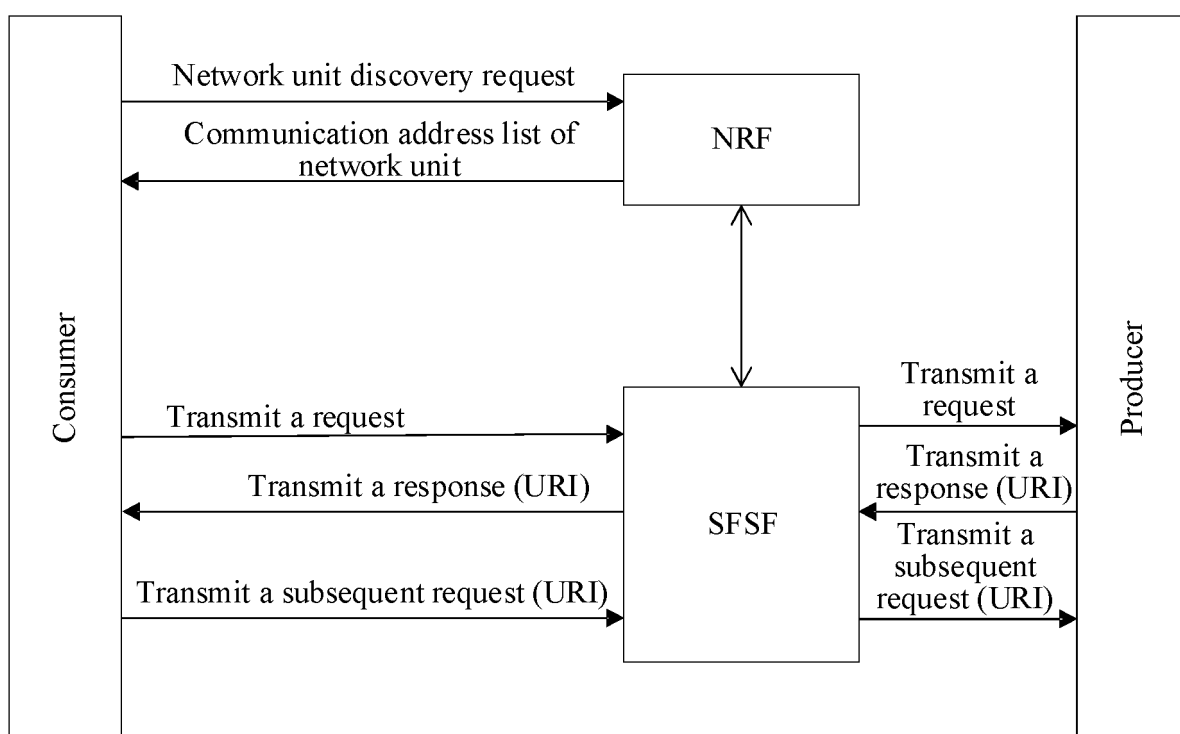 Network unit discovery request
Communication address list of
network unit
NRF
Consumer
Producer
Transmit a request
Transmit a response (URI)
Transmit a subsequent request (URI)
SFSF
Transmit a
request
Transmit a
response (URI)
Transmit a
subsequent
request (URI)